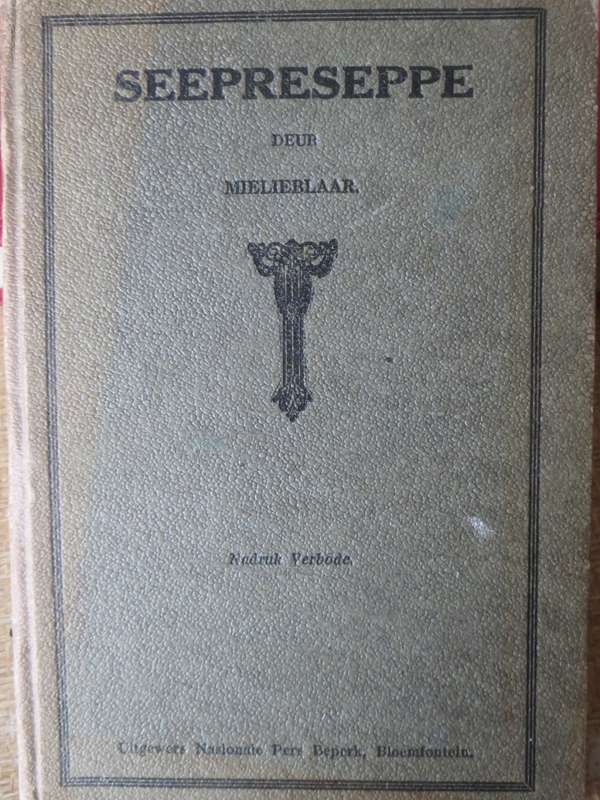 SEEPRESEPPE
DEUR
MIELIEBLAAR.
Nadruk Verbode.
Uitgewers Nasionale Pers Beperk, Bloemfontein.